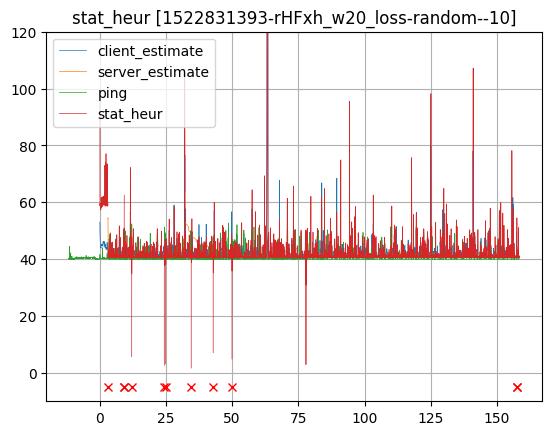 stat_heur [1522831393-rHFxh_w20_loss-random--10]
client_estimate
server_estimate
ping
stat_heur
120
100
80
60
40
20
0
0 25 50 75 100 125 150